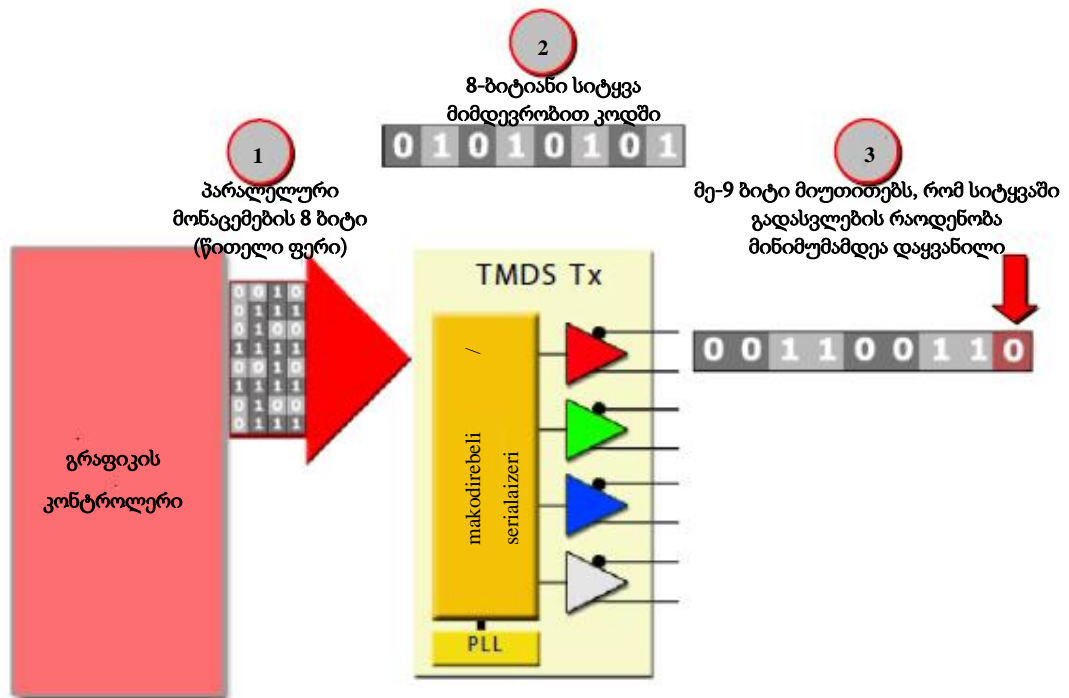 2
8-ბიტიანი სიტყვა
მიმდევრობით კოდში
0 1 0 1 0 1 0 1
1
პარალელური
მონაცემების 8 ბიტი
(წითელი ფერი)
3
მე-9 ბიტი მიუთითებს, რომ სიტყვაში
გადასვლების რაოდენობა
მინიმუმამდეა დაყვანილი
0 0 1 0
0 1 1 1
0 1 0 0
1 1 1 1
0 0 1 0
1 1 1 1
0 1 0 0
0 1 1 1
გრაფიკის
კონტროლერი
TMDS Tx
makodirebeli /
serialaizeri
PLL
0 0 1 1 0 0 1 1 0